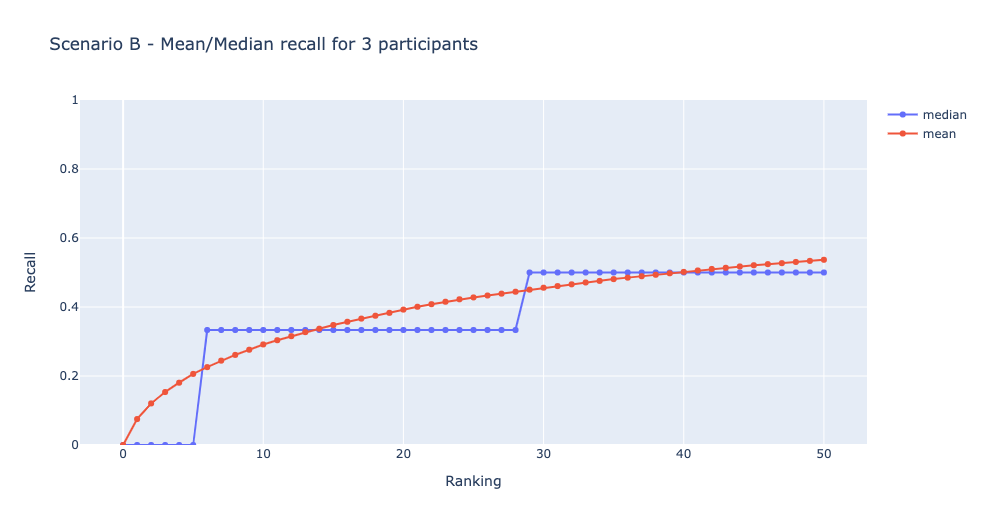 Scenario B - Mean/Median recall for 3 participants
median
mean
Recall
1
0.8
0.6
0.4
0.2
0
0 10 20 30 40 50
Ranking